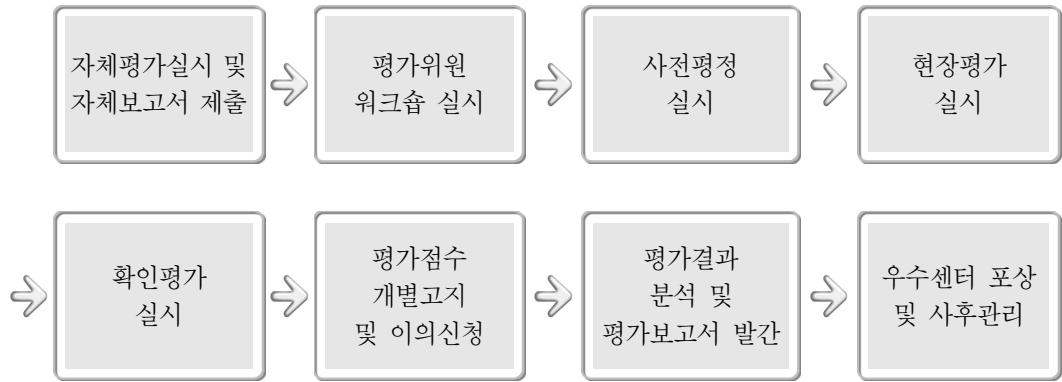 자체평가실시 및
자체보고서 제출
평가위원
워크숍 실시
사전평정
실시
현장평가
실시
확인평가
실시
평가점수
개별고지
및 이의신청
평가결과
분석 및
평가보고서 발간
우수센터 포상
및 사후관리